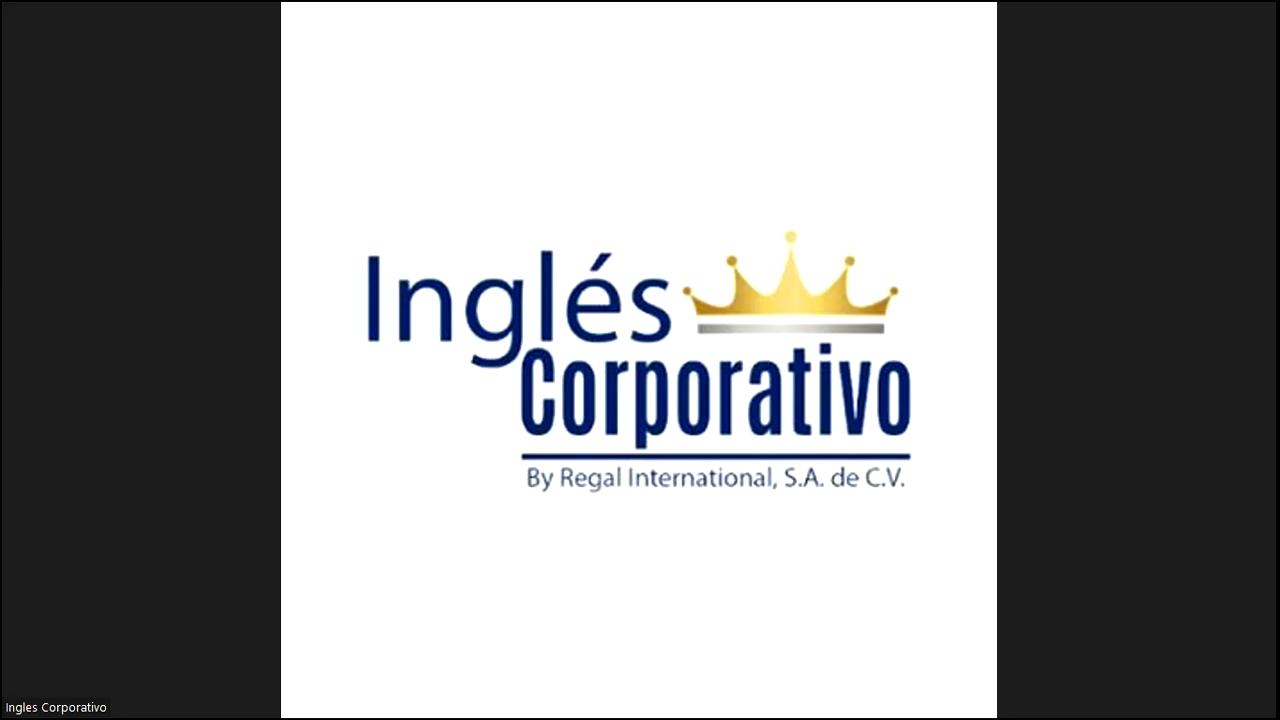 Inglés
Corporativo
By Regal International, S.A. de C.V.
Ingles Corporativo